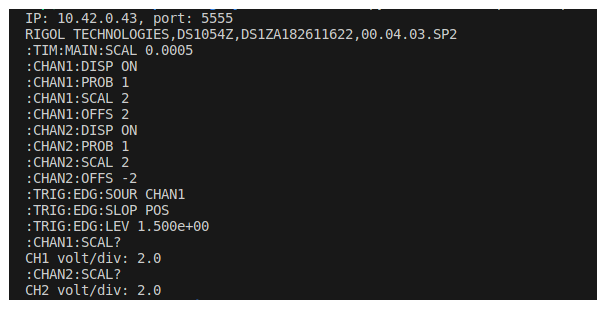 IP: 10.42.0.43, port: 5555
RIGOL TECHNOLOGIES,DS1054Z,DS1ZA182611622,00.04.03.SP2
:TIM:MAIN:SCAL 0.0005
:CHAN1:DISP ON
:CHAN1:PROB 1
:CHAN1:SCAL 2
:CHAN1:OFFS 2
:CHAN2:DISP ON
:CHAN2:PROB 1
:CHAN2:SCAL 2
:CHAN2:OFFS -2
:TRIG:EDG:SOUR CHAN1
:TRIG:EDG:SLOP POS
:TRIG:EDG:LEV 1.500e+00
:CHAN1:SCAL?
CH1 volt/div: 2.0
:CHAN2:SCAL?
CH2 volt/div: 2.0